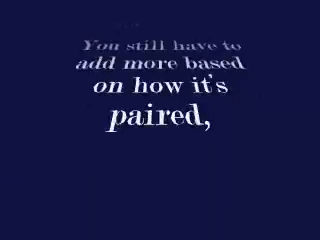 You still have to
add more based
on how it's
paired,